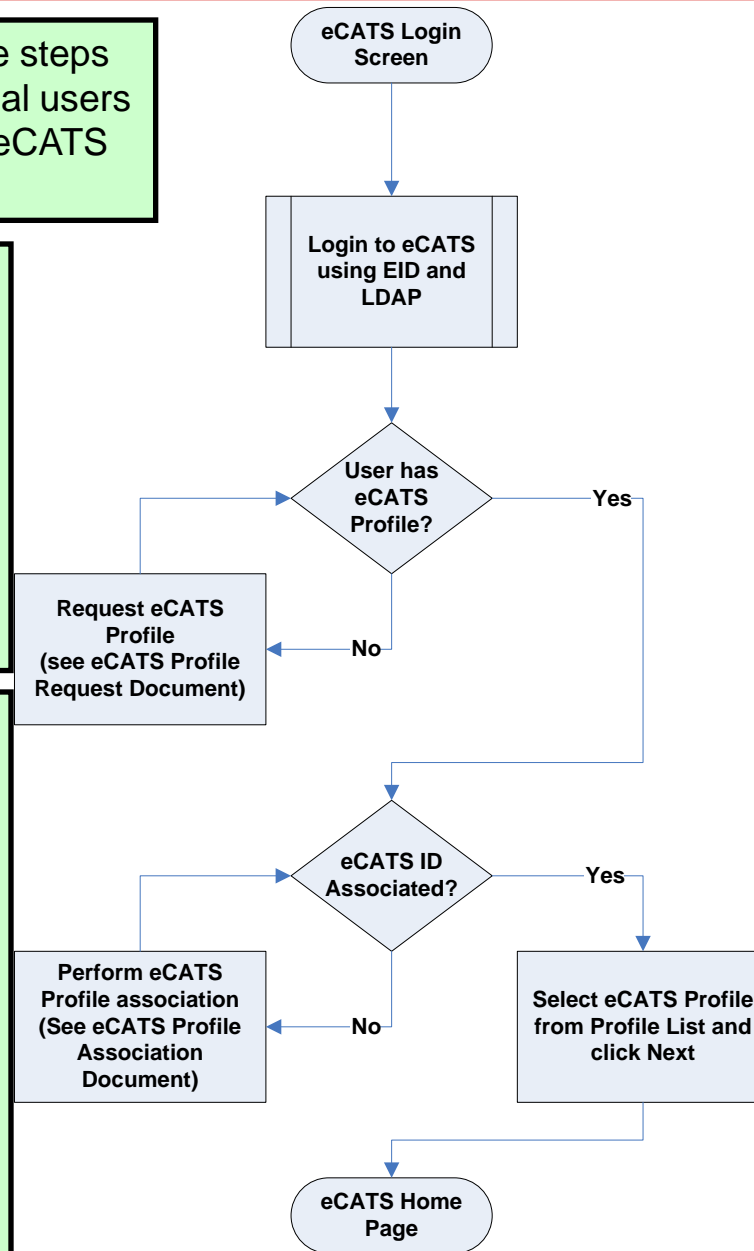 e steps
al users
eCATS
eCATS Login
Screen
Login to eCATS
using EID and
LDAP
User has
eCATS
Profile?
Yes
No
Request eCATS
Profile
(see eCATS Profile
Request Document)
eCATS ID
Associated?
Yes
No
Perform eCATS
Profile association
(See eCATS Profile
Association
Document)
Select eCATS Profile
from Profile List and
click Next
eCATS Home
Page